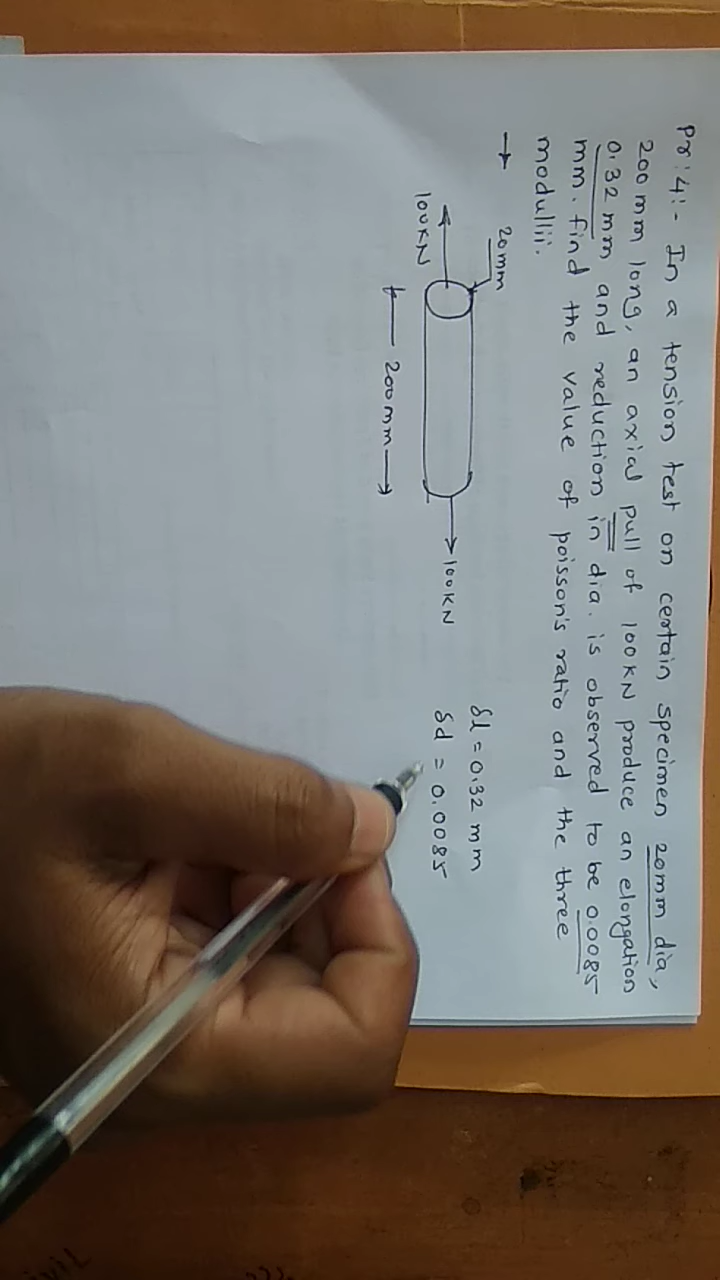 Pr:4:- In a tension test on certain specimen 20mm dia,
200 mm long, an axial pull of 100 KN produce an elongation
0.32 mm and reduction in dia. is observed to be 0.0085
mm. find the value of poisson's ratio and the three
modullii.
→ 20mm
100KN
→100KN
200mm
δl = 0.32 mm
δd = 0.0085